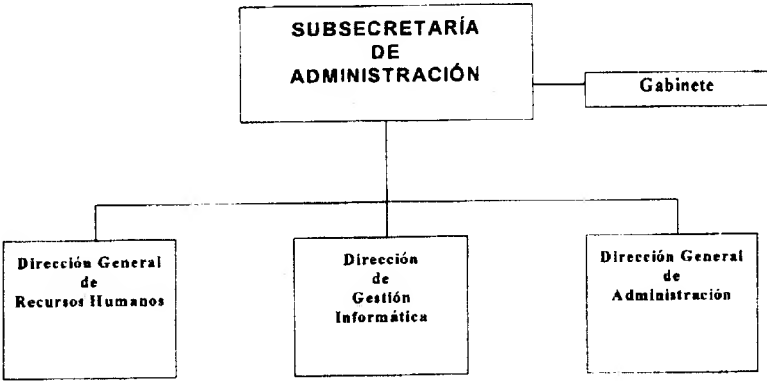 SUBSECRETARÍA
DE
ADMINISTRACIÓN
Gabinete
Dirección General
de
Recursos Humanos
Dirección
de
Gestión
Informática
Dirección General
de
Administración